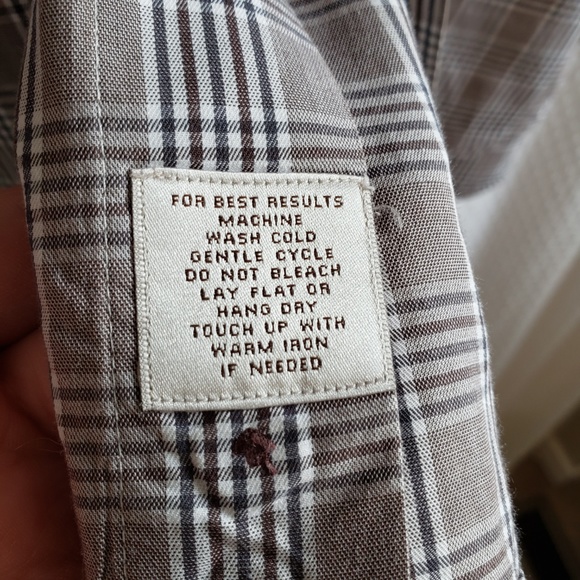 FOR BEST RESULTS
MACHINE
WASH COLD
GENTLE CYCLE
DO NOT BLEACH
LAY FLAT OR
HANG DRY
TOUCH UP WITH
WARM IRON
IF NEEDED